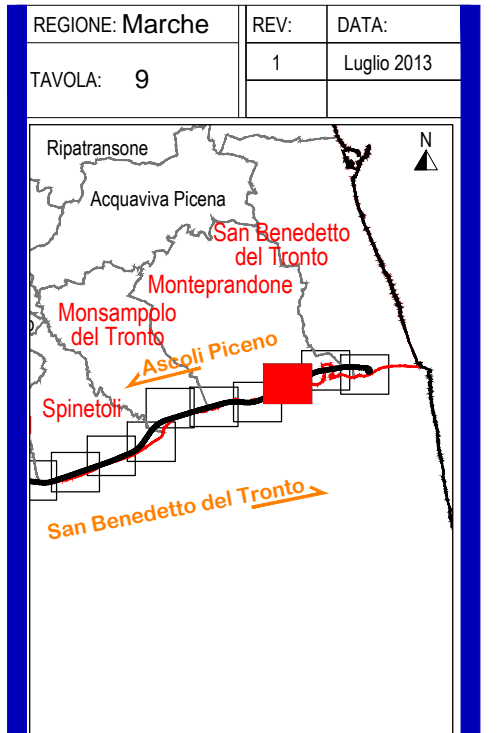 REGIONE: Marche
REV:
DATA:
TAVOLA: 9
1
Luglio 2013
Ripatransone
N
Acquaviva Picena
San Benedetto
del Tronto
Monteprandone
Monsampolo
del Tronto
Ascoli Piceno
Spinetoli
San Benedetto del Tronto